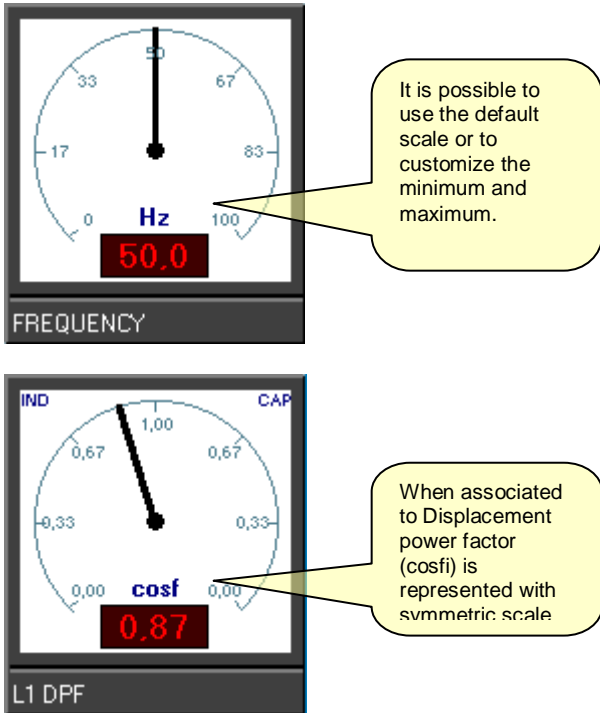 50
33
67
17
83
0
Hz
100
50,0
FREQUENCY
It is possible to
use the default
scale or to
customize the
minimum and
maximum.
IND
CAP
1,00
0,67
0,67
0,33
0,33
0,00
cosf
0,00
0,87
L1 DPF
When associated
to Displacement
power factor
(cosfi) is
represented with
symmetric scale